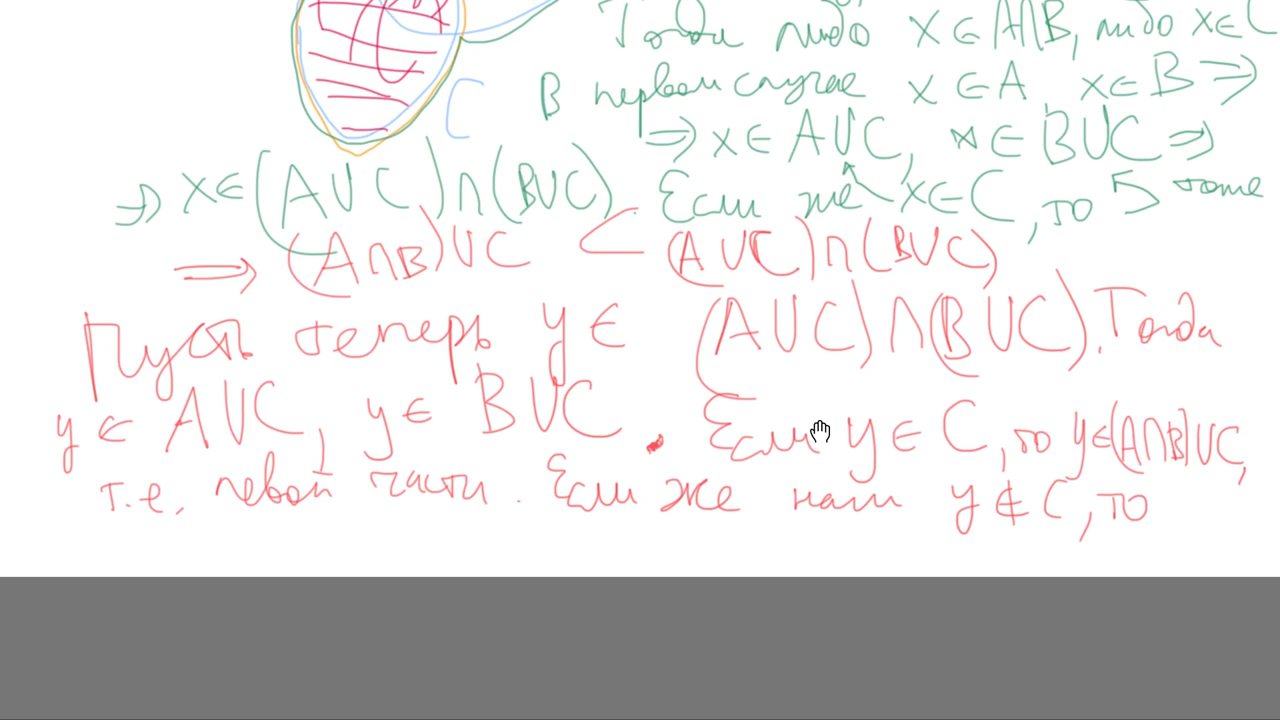 Тогда либо x∈A∩B, либо x∈C
В первом случае x∈A, x∈B ⇒
⇒ x∈A∪C, x∈B∪C ⇒
⇒ x∈(A∪C)∩(B∪C). Если же x∈C, то тоже
⇒ (A∩B)∪C ⊂ (A∪C)∩(B∪C)
Пусть теперь y∈ (A∪C)∩(B∪C). Тогда
y∈ A∪C, y∈ B∪C. Если y∈C, то y∈(A∩B)∪C,
т.е. левой части. Если же наш y∉C, то
C